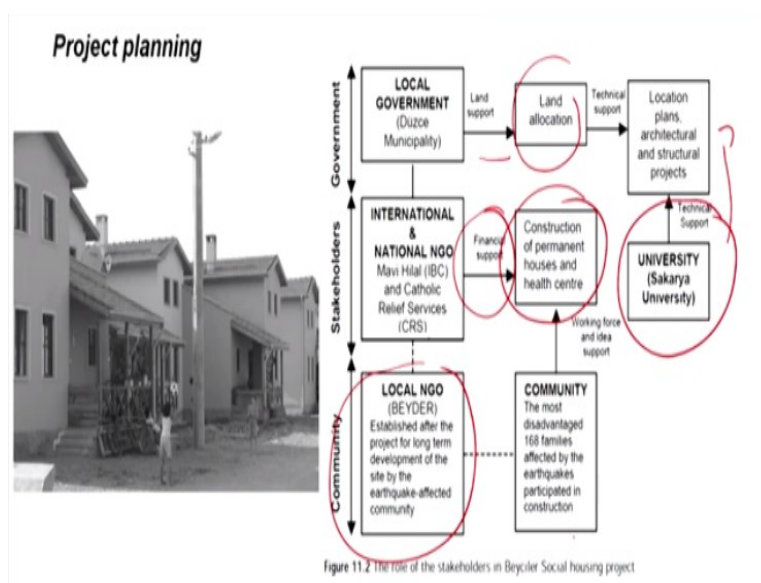 Project planning
Government
LOCAL
GOVERNMENT
(Duzce
Municipality)
Land
support
Land
allocation
Technical
support
Location
plans,
architectural
and structural
projects
Stakeholders
INTERNATIONAL
&
NATIONAL NGO
Mavi Hilal (IBC)
and Catholic
Relief Services
(CRS)
Financial
support
Construction
of permanent
houses and
health centre
Technical
Support
UNIVERSITY
(Sakarya
University)
Working force
and idea
support
Community
LOCAL NGO
(BEYDER)
Established after the
project for long term
development of the
site by the
earthquake-affected
community
COMMUNITY
The most
disadvantaged
168 families
affected by the
earthquakes
participated in
construction
Figure 11.2 The role of the stakeholders in Beyciler Social housing project